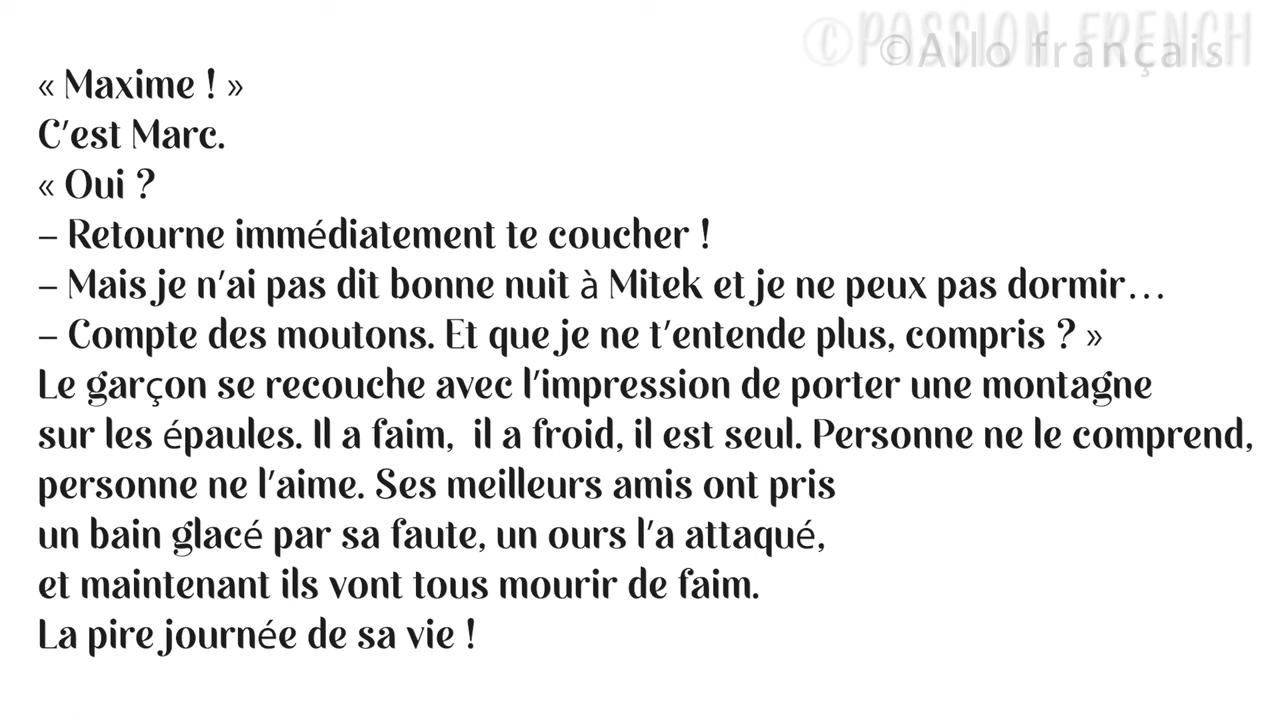 ©PASSION FRENCH
©Allo français
« Maxime ! »
C'est Marc.
« Oui ?
– Retourne immédiatement te coucher !
– Mais je n'ai pas dit bonne nuit à Mitek et je ne peux pas dormir…
– Compte des moutons. Et que je ne t'entende plus, compris ? »
Le garçon se recouche avec l'impression de porter une montagne
sur les épaules. Il a faim,  il a froid, il est seul. Personne ne le comprend,
personne ne l'aime. Ses meilleurs amis ont pris
un bain glacé par sa faute, un ours l'a attaqué,
et maintenant ils vont tous mourir de faim.
La pire journée de sa vie !